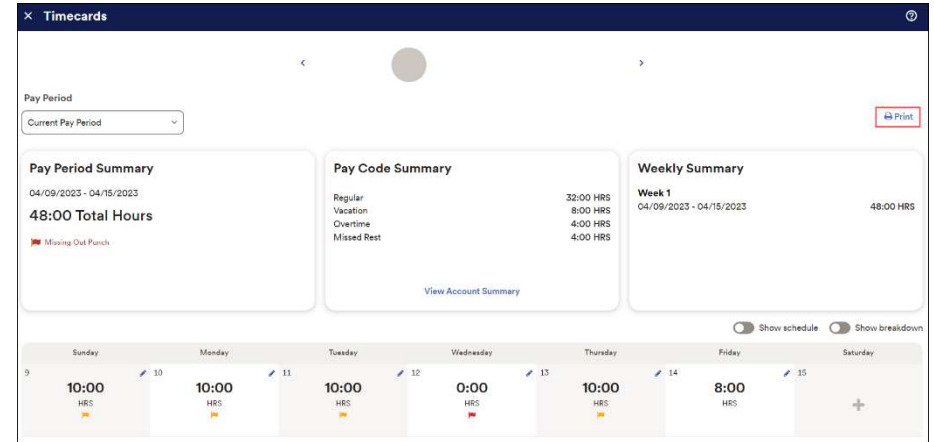 × Timecards
Pay Period
Current Pay Period
Print
Pay Period Summary
04/09/2023 - 04/15/2023
48:00 Total Hours
Missing Out Punch
Pay Code Summary
Regular 32:00 HRS
Vacation 8:00 HRS
Overtime 4:00 HRS
Missed Rest 4:00 HRS
View Account Summary
Weekly Summary
Week 1
04/09/2023 - 04/15/2023 48:00 HRS
Show schedule Show breakdown
Sunday Monday Tuesday Wednesday Thursday Friday Saturday
9 10 11 12 13 14 15
10:00 10:00 10:00 0:00 10:00 8:00
HRS HRS HRS HRS HRS HRS